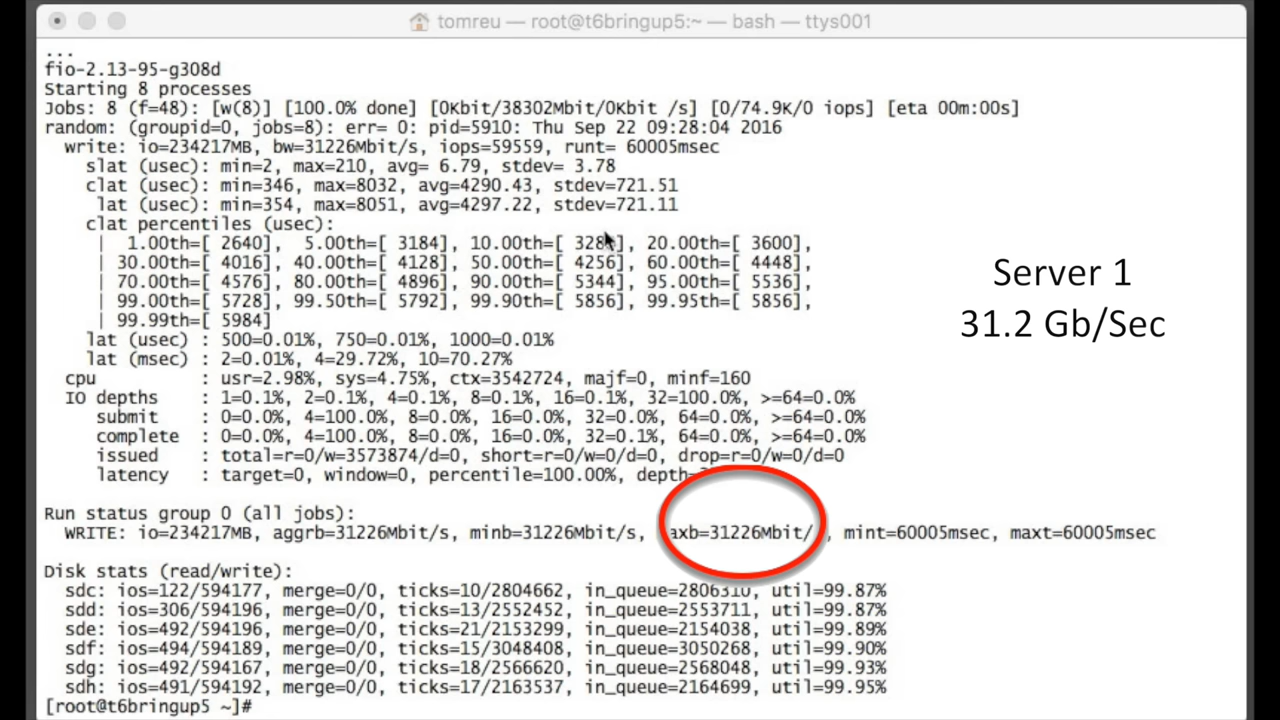 tomreu — root@t6bringup5:~ — bash — ttys001
...
fio-2.13-95-g308d
Starting 8 processes
Jobs: 8 (f=48): [w(8)] [100.0% done] [0Kbit/38302Mbit/0Kbit /s] [0/74.9K/0 iops] [eta 00m:00s]
random: (groupid=0, jobs=8): err= 0: pid=5910: Thu Sep 22 09:28:04 2016
write: io=234217MB, bw=31226Mbit/s, iops=59559, runt= 60005msec
slat (usec): min=2, max=210, avg= 6.79, stdev= 3.78
clat (usec): min=346, max=8032, avg=4290.43, stdev=721.51
lat (usec): min=354, max=8051, avg=4297.22, stdev=721.11
clat percentiles (usec):
| 1.00th=[ 2640], 5.00th=[ 3184], 10.00th=[ 328 ], 20.00th=[ 3600],
| 30.00th=[ 4016], 40.00th=[ 4128], 50.00th=[ 4256], 60.00th=[ 4448],
| 70.00th=[ 4576], 80.00th=[ 4896], 90.00th=[ 5344], 95.00th=[ 5536],
| 99.00th=[ 5728], 99.50th=[ 5792], 99.90th=[ 5856], 99.95th=[ 5856],
| 99.99th=[ 5984]
lat (usec) : 500=0.01%, 750=0.01%, 1000=0.01%
lat (msec) : 2=0.01%, 4=29.72%, 10=70.27%
cpu : usr=2.98%, sys=4.75%, ctx=3542724, majf=0, minf=160
IO depths : 1=0.1%, 2=0.1%, 4=0.1%, 8=0.1%, 16=0.1%, 32=100.0%, >=64=0.0%
submit : 0=0.0%, 4=100.0%, 8=0.0%, 16=0.0%, 32=0.0%, 64=0.0%, >=64=0.0%
complete : 0=0.0%, 4=100.0%, 8=0.0%, 16=0.0%, 32=0.1%, 64=0.0%, >=64=0.0%
issued : total=r=0/w=3573874/d=0, short=r=0/w=0/d=0, drop=r=0/w=0/d=0
latency : target=0, window=0, percentile=100.00%, depth=
Run status group 0 (all jobs):
WRITE: io=234217MB, aggrb=31226Mbit/s, minb=31226Mbit/s, axb=31226Mbit/ , mint=60005msec, maxt=60005msec
Disk stats (read/write):
sdc: ios=122/594177, merge=0/0, ticks=10/2804662, in_queue=2806310, util=99.87%
sdd: ios=306/594196, merge=0/0, ticks=13/2552452, in_queue=2553711, util=99.87%
sde: ios=492/594196, merge=0/0, ticks=21/2153299, in_queue=2154038, util=99.89%
sdf: ios=494/594189, merge=0/0, ticks=15/3048408, in_queue=3050268, util=99.90%
sdg: ios=492/594167, merge=0/0, ticks=18/2566620, in_queue=2568048, util=99.93%
sdh: ios=491/594192, merge=0/0, ticks=17/2163537, in_queue=2164699, util=99.95%
[root@t6bringup5 ~]#
Server 1
31.2 Gb/Sec